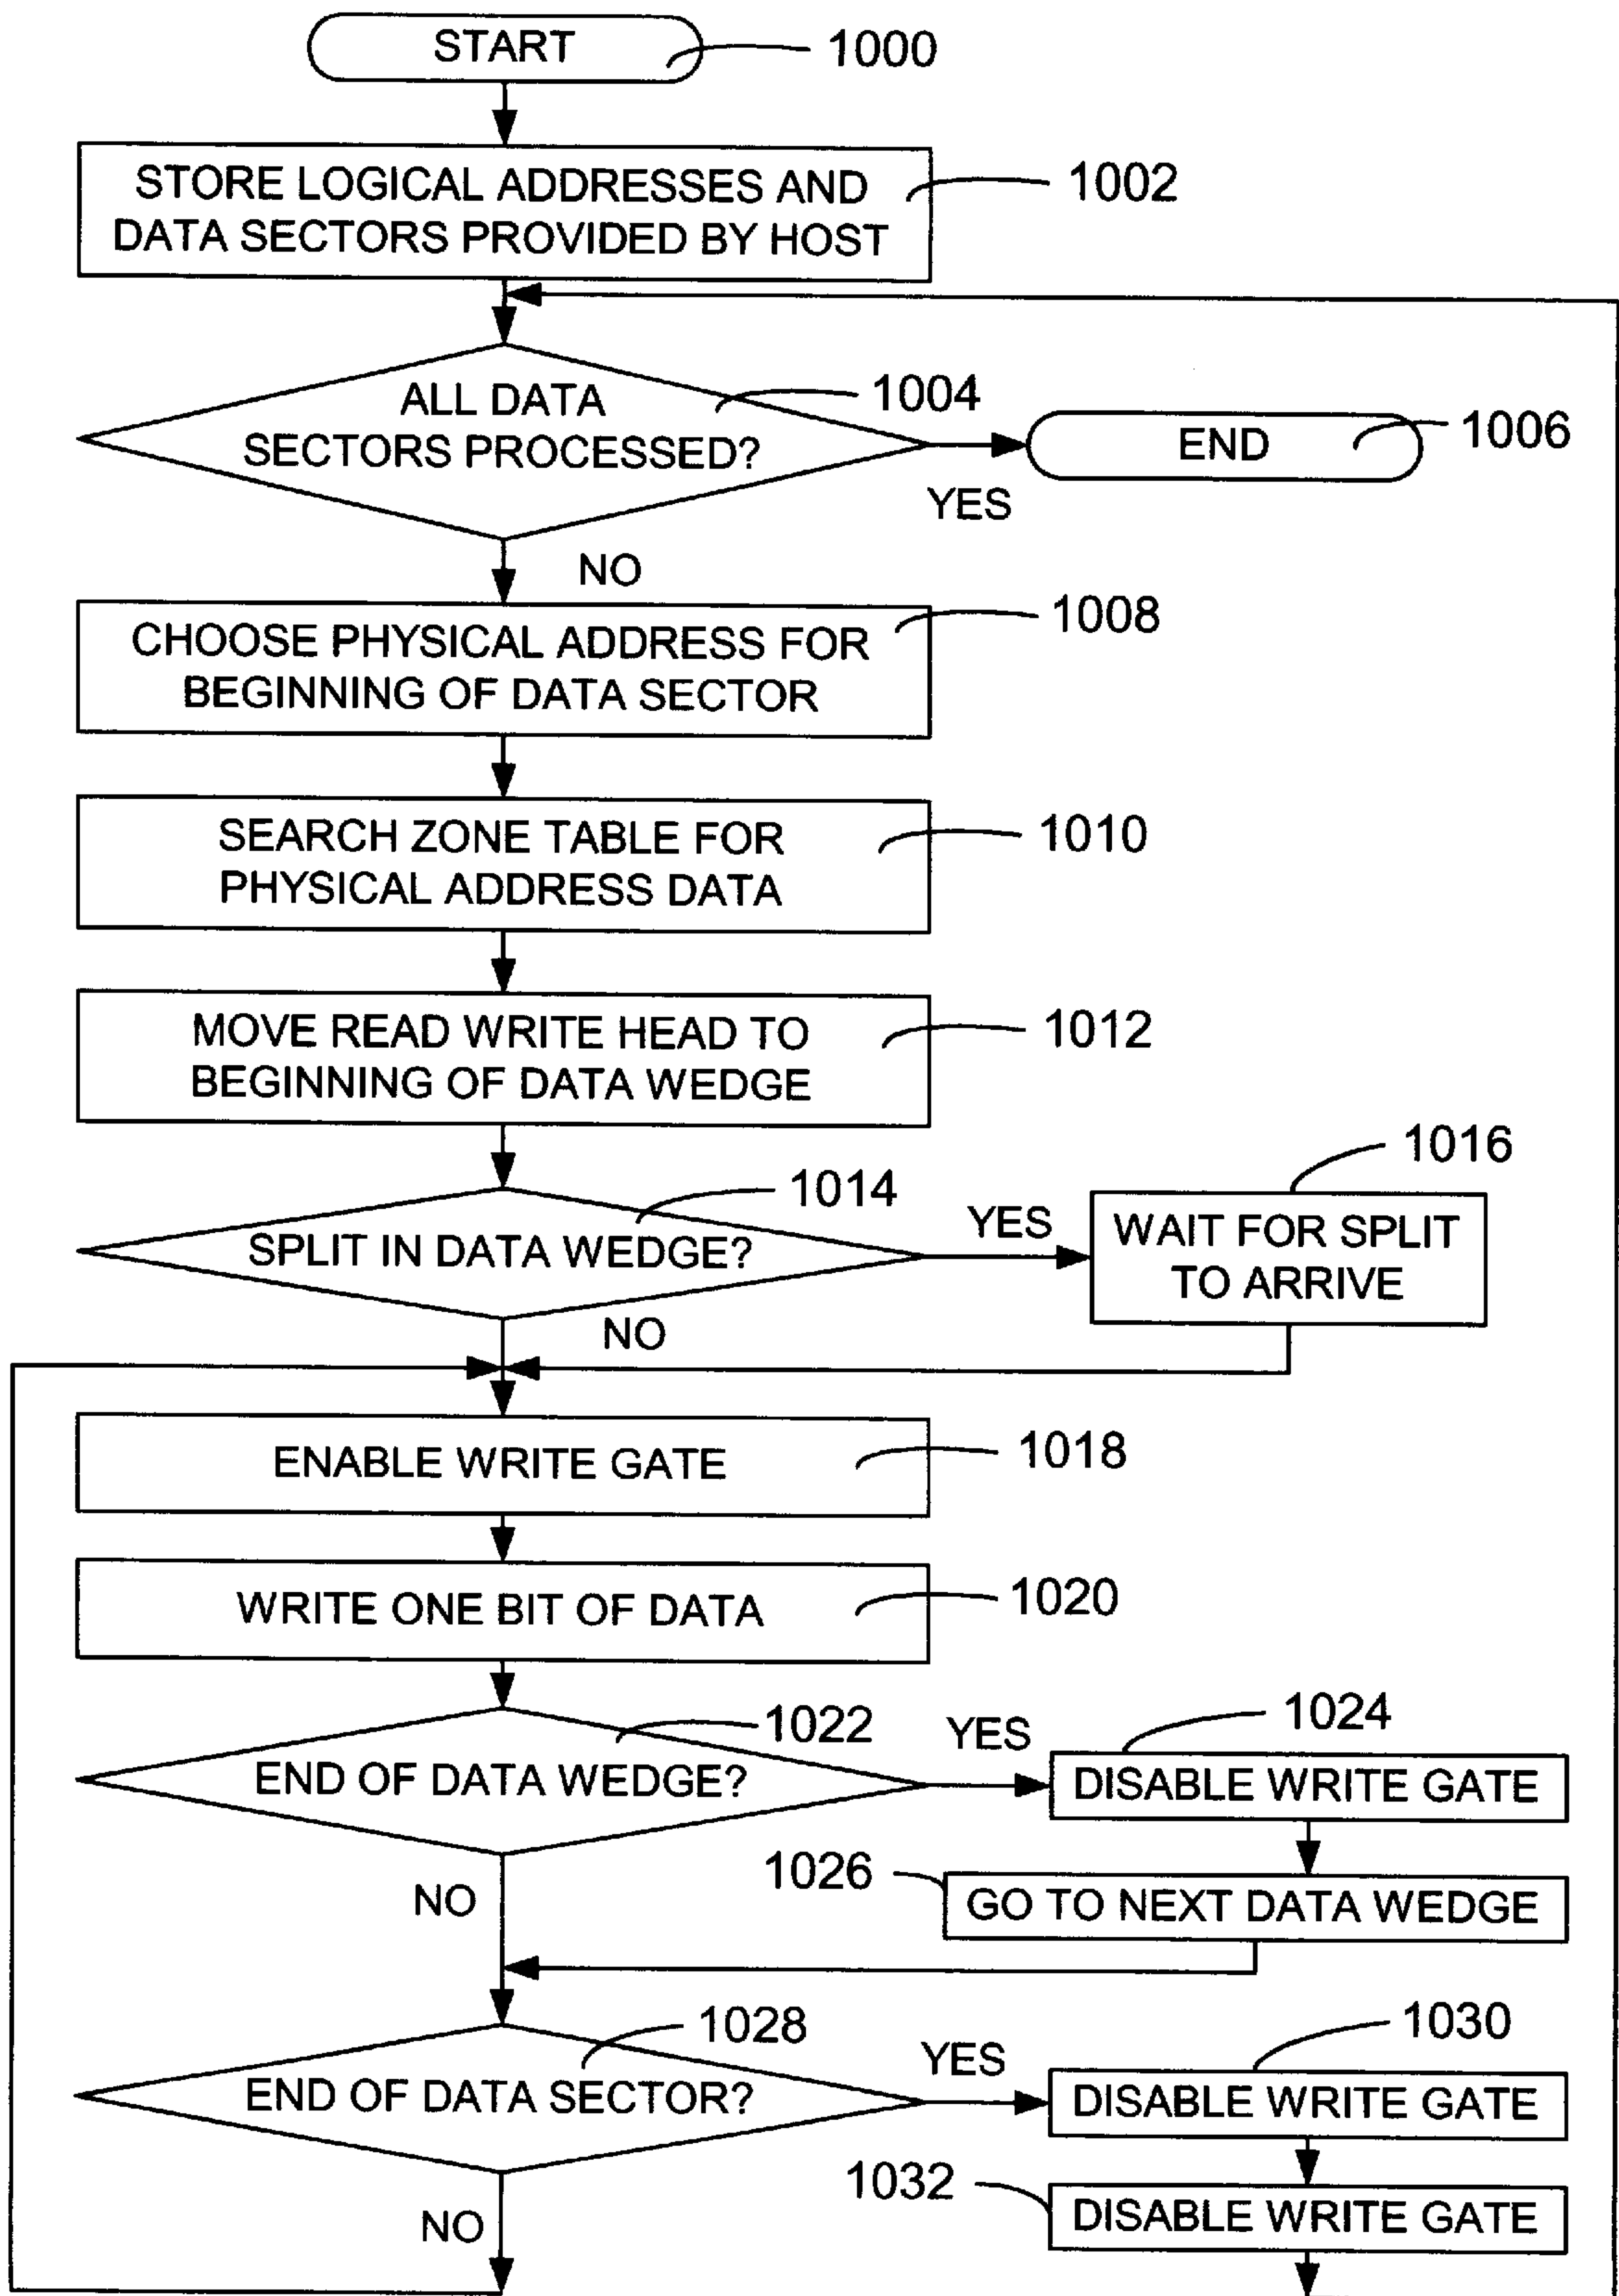 START
1000
STORE LOGICAL ADDRESSES AND
DATA SECTORS PROVIDED BY HOST
1002
ALL DATA
SECTORS PROCESSED?
1004
YES
END
1006
NO
CHOOSE PHYSICAL ADDRESS FOR
BEGINNING OF DATA SECTOR
1008
SEARCH ZONE TABLE FOR
PHYSICAL ADDRESS DATA
1010
MOVE READ WRITE HEAD TO
BEGINNING OF DATA WEDGE
1012
SPLIT IN DATA WEDGE?
1014
YES
WAIT FOR SPLIT
TO ARRIVE
1016
NO
ENABLE WRITE GATE
1018
WRITE ONE BIT OF DATA
1020
END OF DATA WEDGE?
1022
YES
DISABLE WRITE GATE
1024
1026
GO TO NEXT DATA WEDGE
NO
END OF DATA SECTOR?
1028
YES
DISABLE WRITE GATE
1030
1032
DISABLE WRITE GATE
NO